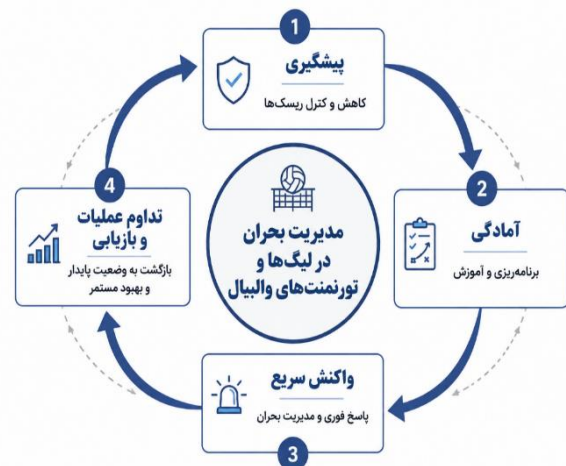 1
پیشگیری
کاهش و کنترل ریسک‌ها
2
آمادگی
برنامه‌ریزی و آموزش
واکنش سریع
پاسخ فوری و مدیریت بحران
3
4
تداوم عملیات
و بازیابی
بازگشت به وضعیت پایدار
و بهبود مستمر
مدیریت بحران
در لیگ‌ها و
تورنمنت‌های والیبال